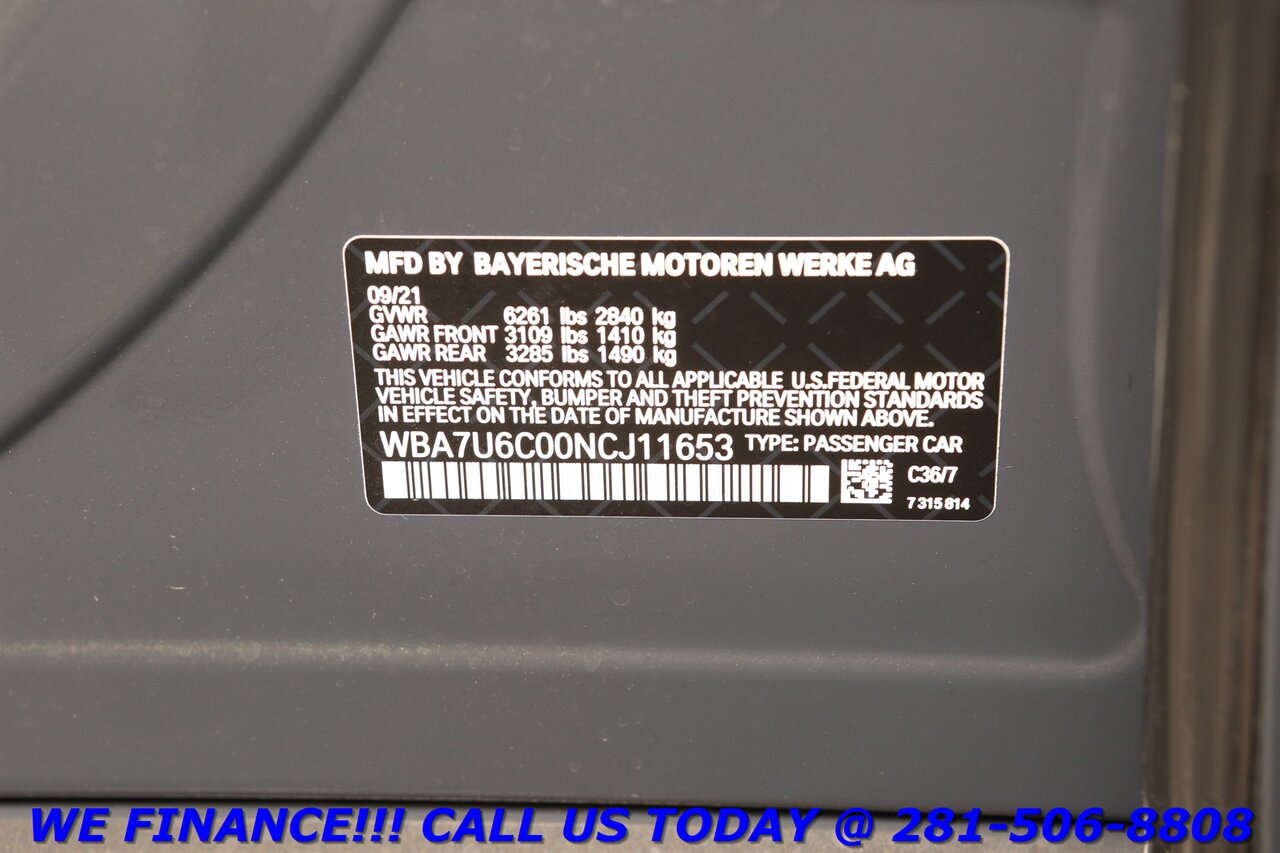 MFD BY BAYERISCHE MOTOREN WERKE AG
09/21
GVWR 6261 lbs 2840 kg
GAWR FRONT 3109 lbs 1410 kg
GAWR REAR 3285 lbs 1490 kg
THIS VEHICLE CONFORMS TO ALL APPLICABLE U.S.FEDERAL MOTOR
VEHICLE SAFETY, BUMPER AND THEFT PREVENTION STANDARDS
IN EFFECT ON THE DATE OF MANUFACTURE SHOWN ABOVE.
WBA7U6C00NCJ11653 TYPE: PASSENGER CAR
C36/7
7 315 814
WE FINANCE!!! CALL US TODAY @ 281-506-8808